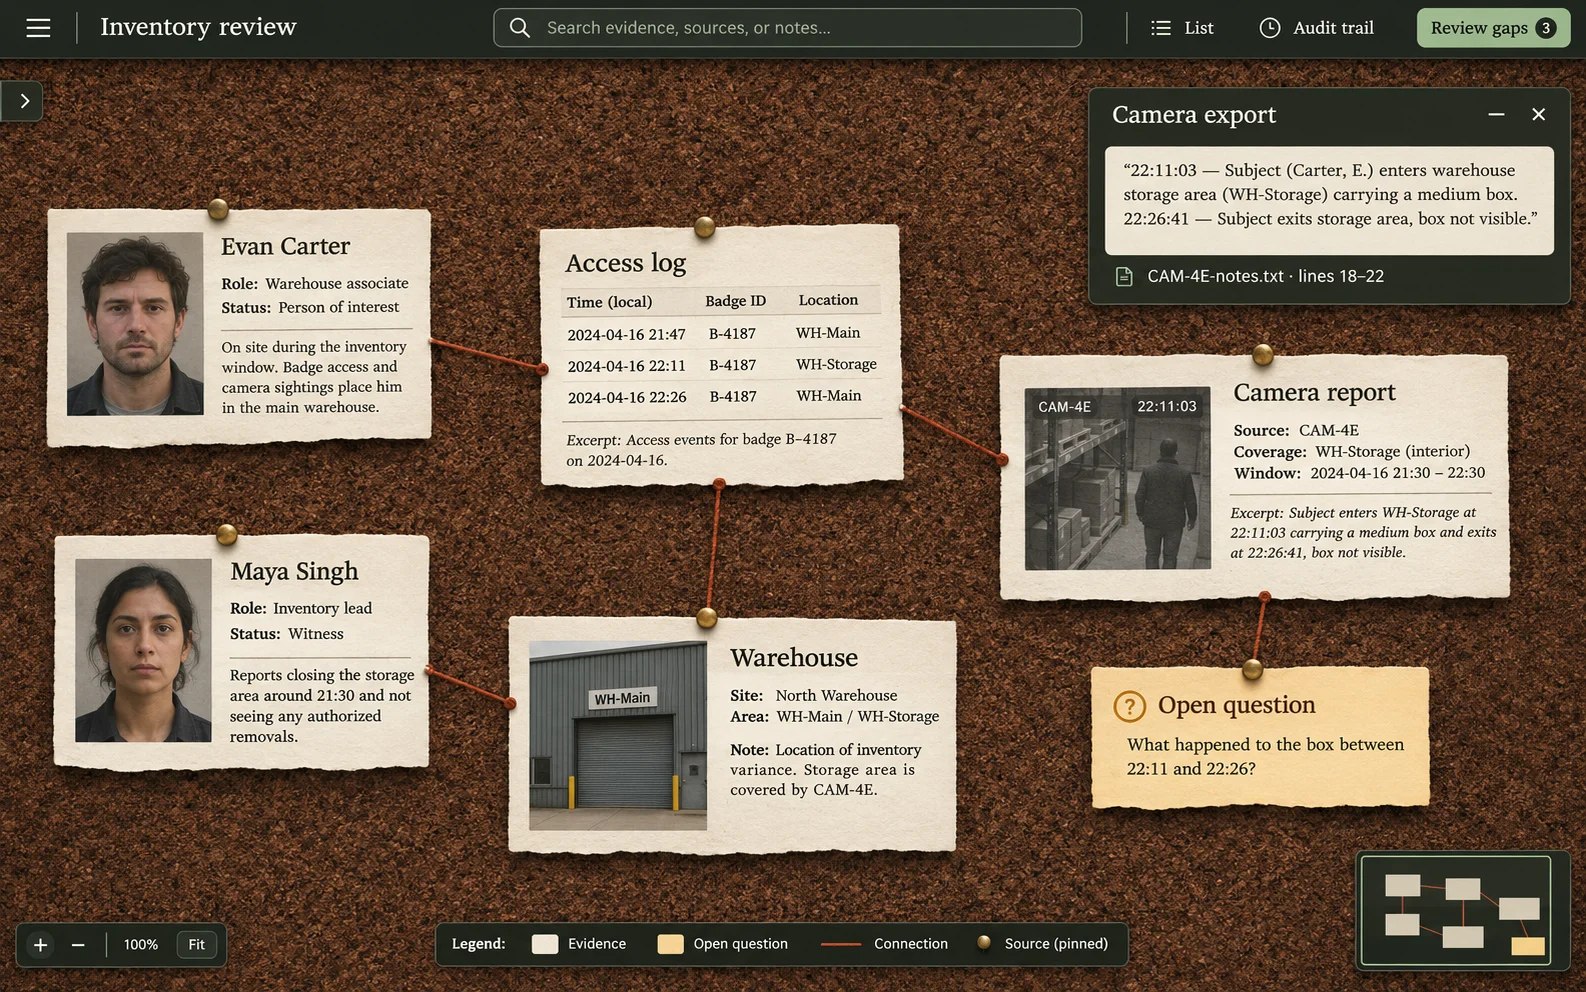 Inventory review
Search evidence, sources, or notes...
List
Audit trail
Review gaps 3
Camera export
“22:11:03 — Subject (Carter, E.) enters warehouse
storage area (WH-Storage) carrying a medium box.
22:26:41 — Subject exits storage area, box not visible.”
CAM-4E-notes.txt · lines 18–22
Evan Carter
Role: Warehouse associate
Status: Person of interest
On site during the inventory
window. Badge access and
camera sightings place him
in the main warehouse.
Access log
Time (local) Badge ID Location
2024-04-16 21:47 B-4187 WH-Main
2024-04-16 22:11 B-4187 WH-Storage
2024-04-16 22:26 B-4187 WH-Main
Excerpt: Access events for badge B–4187
on 2024-04-16.
CAM-4E 22:11:03
Camera report
Source: CAM-4E
Coverage: WH-Storage (interior)
Window: 2024-04-16 21:30 – 22:30
Excerpt: Subject enters WH-Storage at
22:11:03 carrying a medium box and exits
at 22:26:41, box not visible.
Maya Singh
Role: Inventory lead
Status: Witness
Reports closing the storage
area around 21:30 and not
seeing any authorized
removals.
WH-Main
Warehouse
Site: North Warehouse
Area: WH-Main / WH-Storage
Note: Location of inventory
variance. Storage area is
covered by CAM-4E.
? Open question
What happened to the box between
22:11 and 22:26?
+ − 100% Fit
Legend: Evidence Open question Connection Source (pinned)